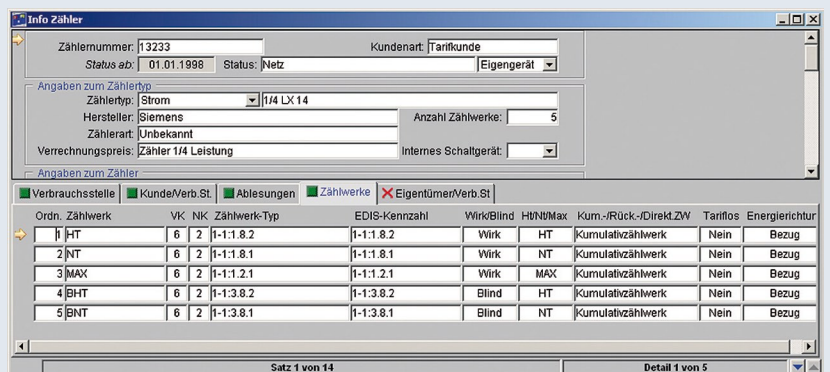 Info Zähler
Zählernummer: 13233 Kundenart: Tarifkunde
Status ab: 01.01.1998 Status: Netz Eigengerät
Angaben zum Zählertyp
Zählertyp: Strom 1/4 LX 14
Hersteller: Siemens Anzahl Zählwerke: 5
Zählerart: Unbekannt
Verrechnungspreis: Zähler 1/4 Leistung Internes Schaltgerät:
Angaben zum Zähler
Verbrauchsstelle Kunde/Verb.St. Ablesungen Zählwerke Eigentümer/Verb.St
Ordn. Zählwerk VK NK Zählwerk-Typ EDIS-Kennzahl Wirk/Blind Ht/Nt/Max Kum.-/Rück.-/Direkt.ZW Tariflos Energierichtur
1 HT 6 2 1-1:1.8.2 1-1:1.8.2 Wirk HT Kumulativzählwerk Nein Bezug
2 NT 6 2 1-1:1.8.1 1-1:1.8.1 Wirk NT Kumulativzählwerk Nein Bezug
3 MAX 6 2 1-1:1.2.1 1-1:1.2.1 Wirk MAX Kumulativzählwerk Nein Bezug
4 BHT 6 2 1-1:3.8.2 1-1:3.8.2 Blind HT Kumulativzählwerk Nein Bezug
5 BNT 6 2 1-1:3.8.1 1-1:3.8.1 Blind NT Kumulativzählwerk Nein Bezug
Satz 1 von 14 Detail 1 von 5